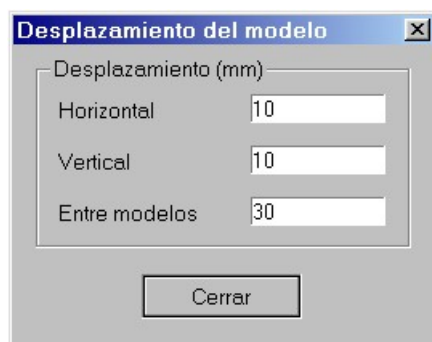 Desplazamiento del modelo
Desplazamiento (mm)
Horizontal 10
Vertical 10
Entre modelos 30
Cerrar